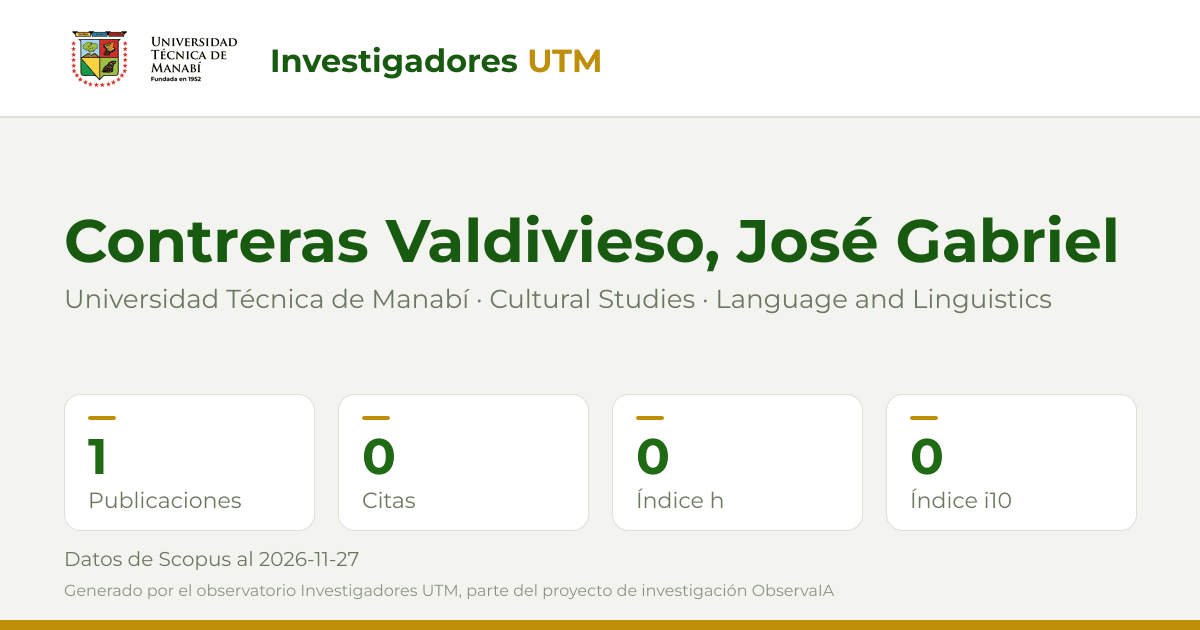 UNIVERSIDAD
TÉCNICA DE
MANABÍ
Fundada en 1952
Investigadores UTM
Contreras Valdivieso, José Gabriel
Universidad Técnica de Manabí · Cultural Studies · Language and Linguistics
1
Publicaciones
0
Citas
0
Índice h
0
Índice i10
Datos de Scopus al 2026-11-27
Generado por el observatorio Investigadores UTM, parte del proyecto de investigación ObservaIA